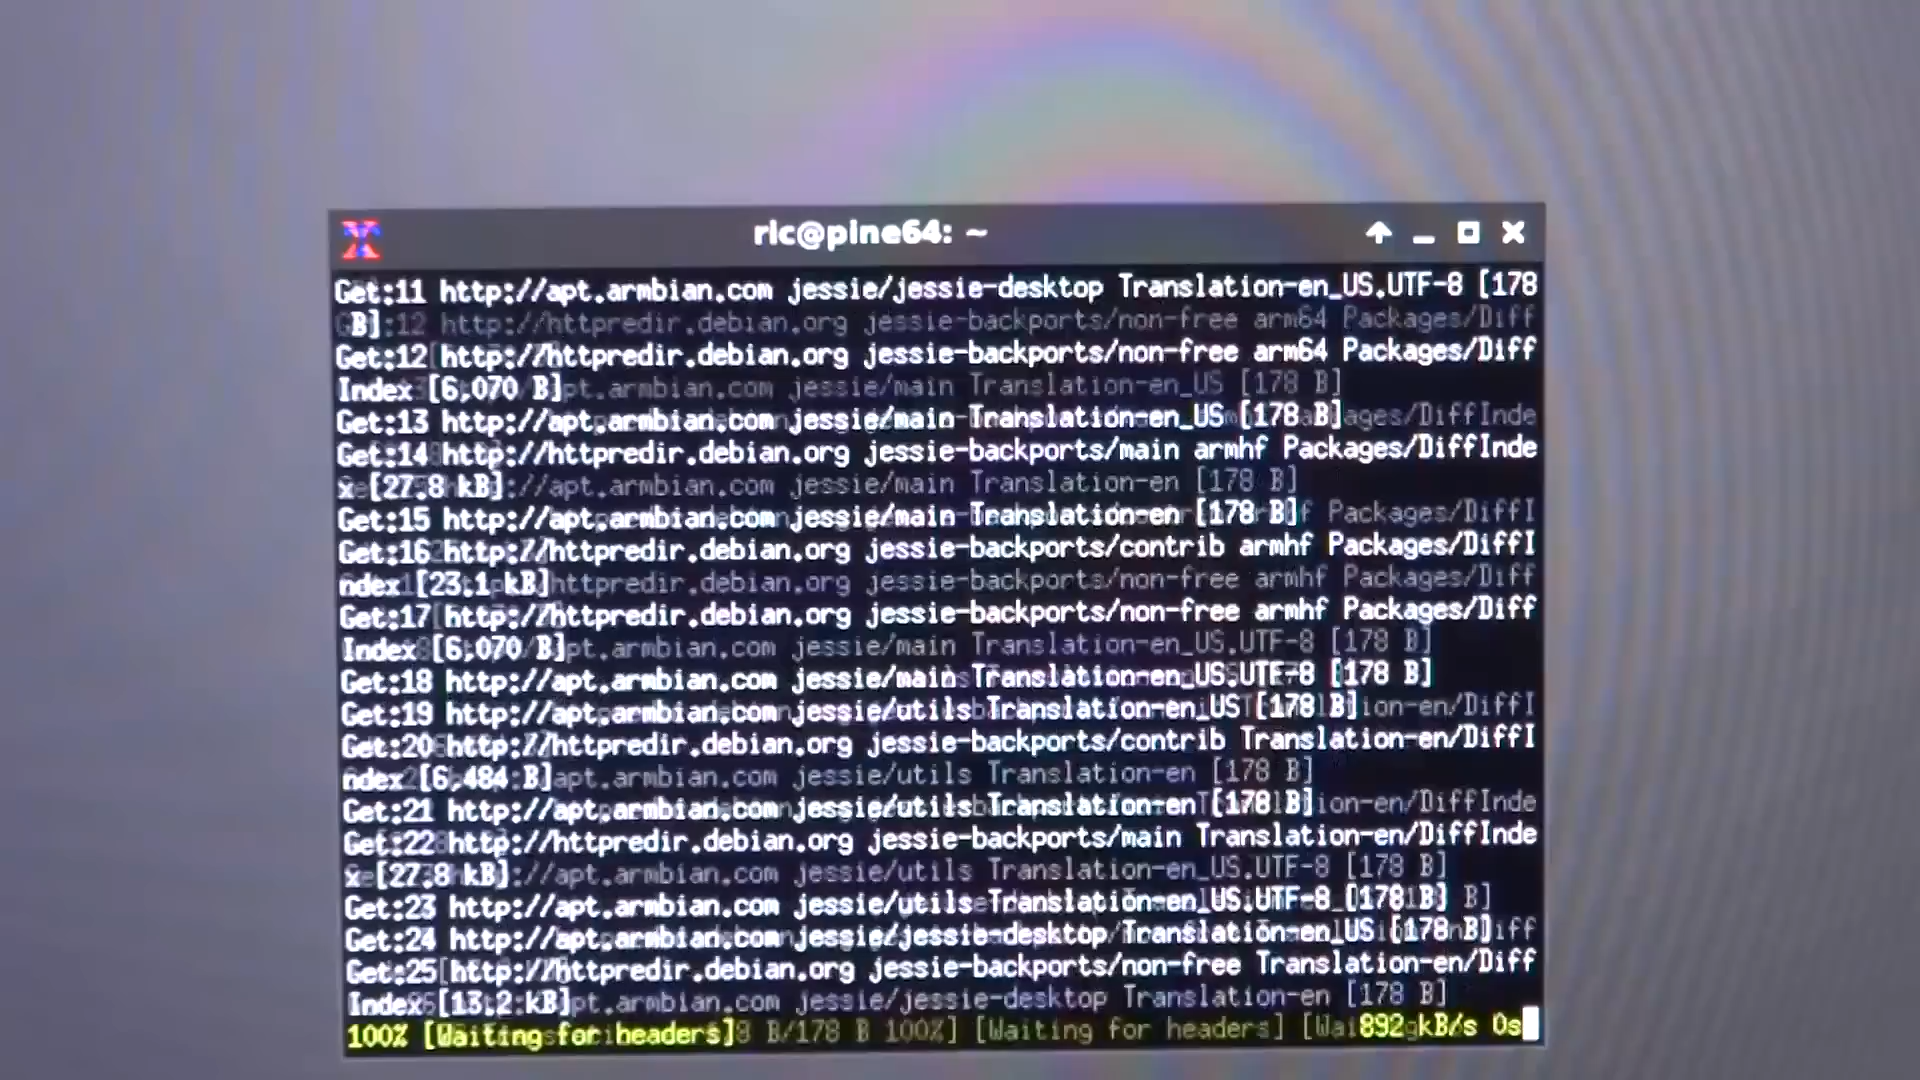 ric@pine64: ~
Get:11 http://apt.armbian.com jessie/jessie-desktop Translation-en_US.UTF-8 [178
B]
Get:12 http://httpredir.debian.org jessie-backports/non-free arm64 Packages/Diff
Index [6,070 B]
Get:13 http://apt.armbian.com jessie/main Translation-en_US [178 B]
Get:14 http://httpredir.debian.org jessie-backports/main armhf Packages/DiffInde
x [27.8 kB]
Get:15 http://apt.armbian.com jessie/main Translation-en [178 B]
Get:16 http://httpredir.debian.org jessie-backports/contrib armhf Packages/DiffI
ndex [23.1 kB]
Get:17 http://httpredir.debian.org jessie-backports/non-free armhf Packages/Diff
Index [6,070 B]
Get:18 http://apt.armbian.com jessie/main Translation-en_US.UTF-8 [178 B]
Get:19 http://apt.armbian.com jessie/utils Translation-en_US [178 B]
Get:20 http://httpredir.debian.org jessie-backports/contrib Translation-en/DiffI
ndex [6,484 B]
Get:21 http://apt.armbian.com jessie/utils Translation-en [178 B]
Get:22 http://httpredir.debian.org jessie-backports/main Translation-en/DiffInde
x [27.8 kB]
Get:23 http://apt.armbian.com jessie/utils Translation-en_US.UTF-8 [178 B]
Get:24 http://apt.armbian.com jessie/jessie-desktop Translation-en_US [178 B]
Get:25 http://httpredir.debian.org jessie-backports/non-free Translation-en/Diff
Index [13.2 kB]
100% [Waiting for headers] 892 kB/s 0s